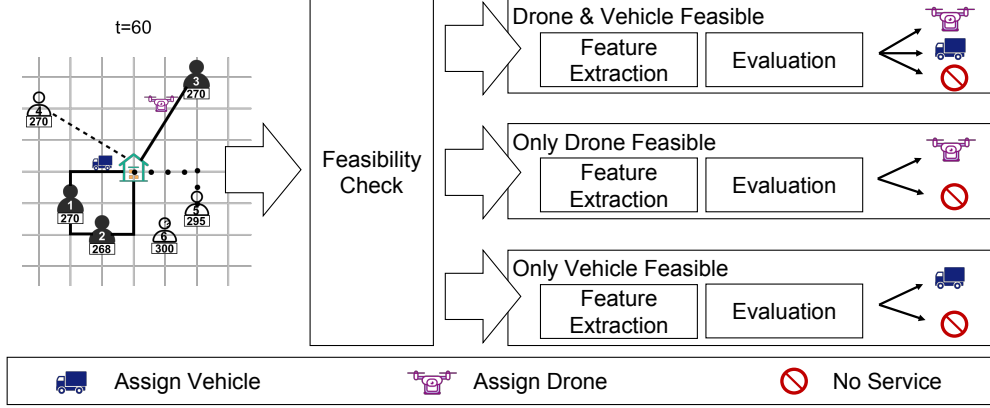 t=60
3
270
4
270
1
270
2
268
5
295
6
300
Feasibility
Check
Drone & Vehicle Feasible
Feature
Extraction
Evaluation
Only Drone Feasible
Feature
Extraction
Evaluation
Only Vehicle Feasible
Feature
Extraction
Evaluation
Assign Vehicle
Assign Drone
No Service